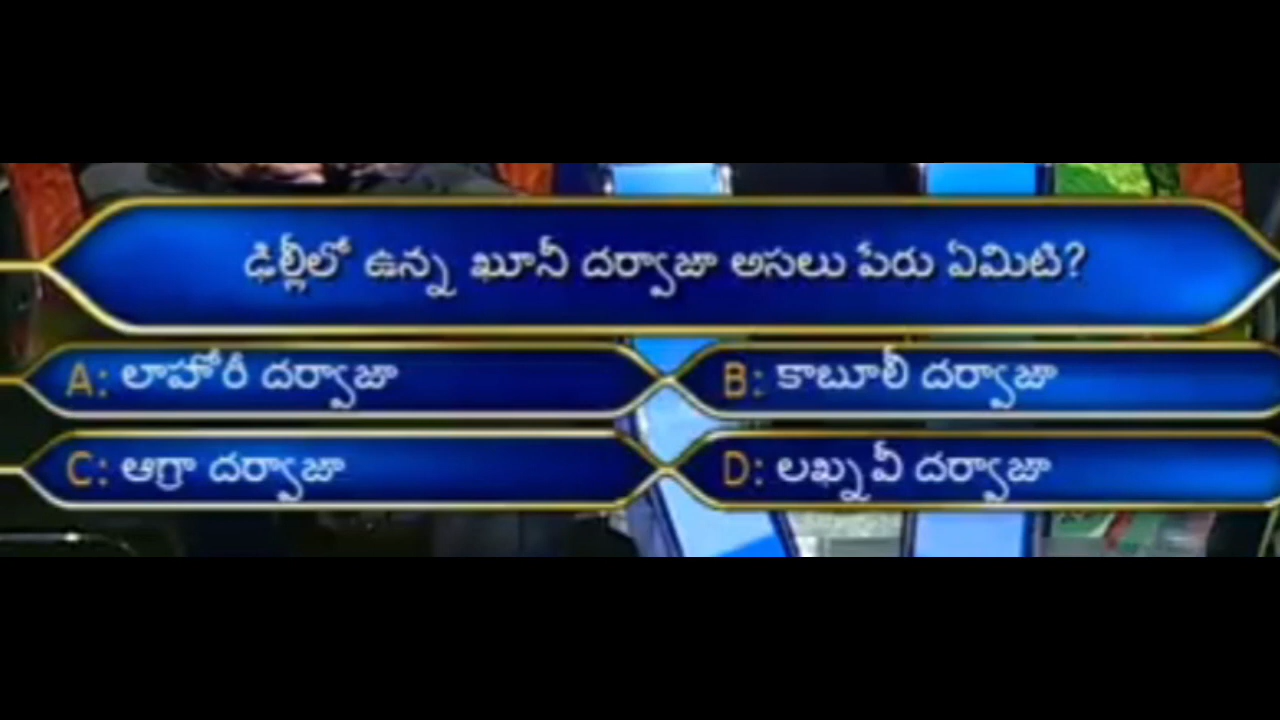 ఢిల్లీలో ఉన్న ఖూనీ దర్వాజా అసలు పేరు ఏమిటి?
A: లాహోరీ దర్వాజా
B: కాబూలీ దర్వాజా
C: ఆగ్రా దర్వాజా
D: లఖ్నవీ దర్వాజా